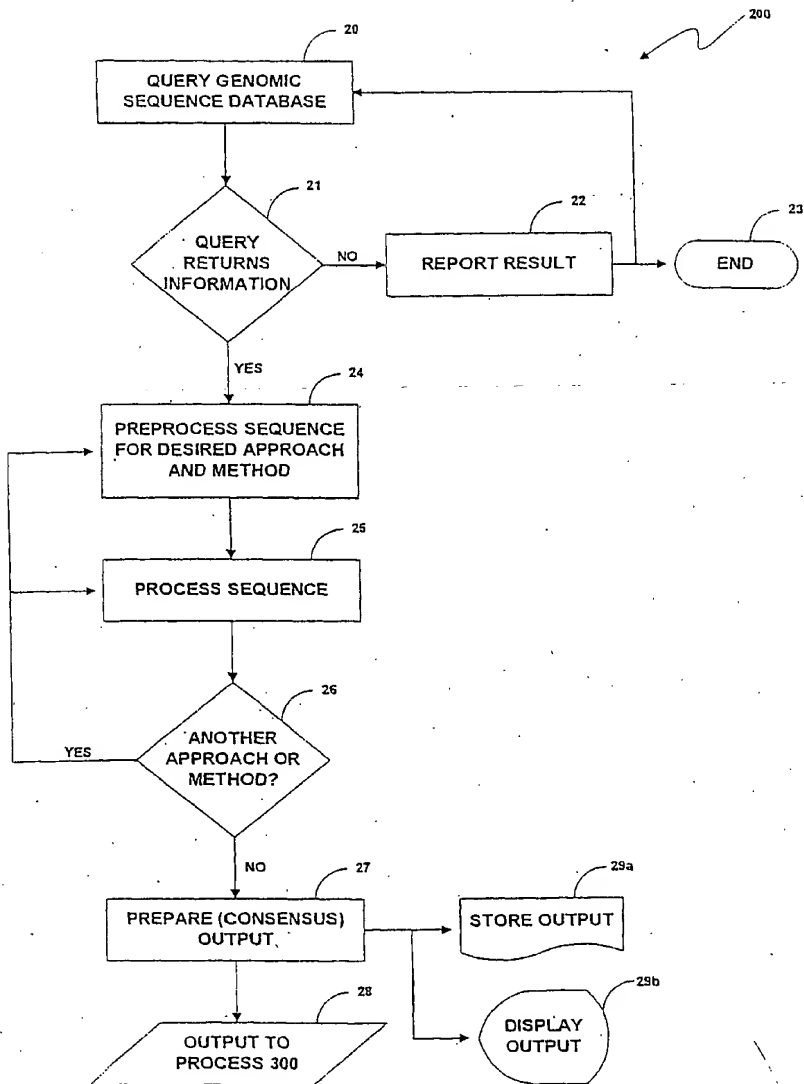 200
20
QUERY GENOMIC
SEQUENCE DATABASE
21
QUERY
RETURNS
INFORMATION
NO
22
REPORT RESULT
23
END
YES
24
PREPROCESS SEQUENCE
FOR DESIRED APPROACH
AND METHOD
25
PROCESS SEQUENCE
26
ANOTHER
APPROACH OR
METHOD?
YES
NO
27
PREPARE (CONSENSUS)
OUTPUT
29a
STORE OUTPUT
28
OUTPUT TO
PROCESS 300
29b
DISPLAY
OUTPUT